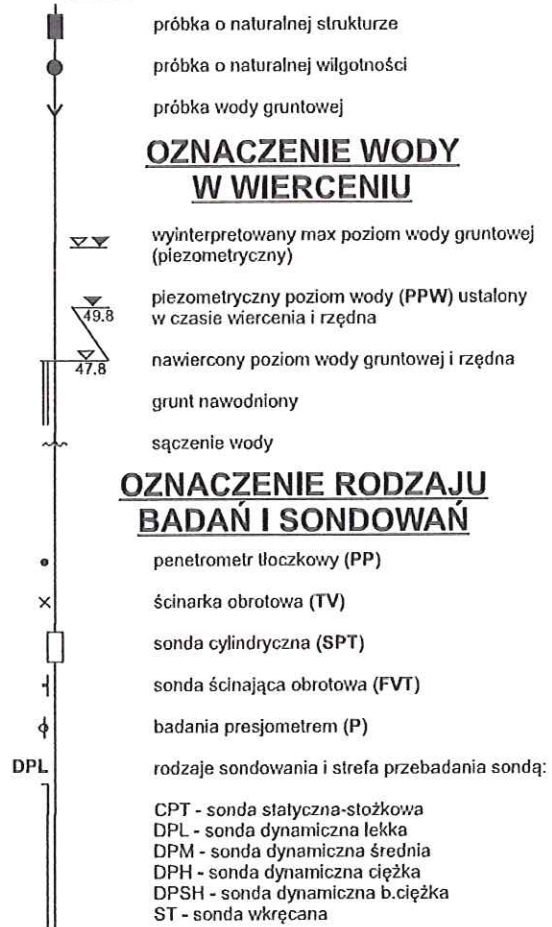 próbka o naturalnej strukturze
próbka o naturalnej wilgotności
próbka wody gruntowej
OZNACZENIE WODY
W WIERCENIU
wyinterpretowany max poziom wody gruntowej
(piezometryczny)
49.8
piezometryczny poziom wody (PPW) ustalony
w czasie wiercenia i rzędna
47.8
nawiercony poziom wody gruntowej i rzędna
grunt nawodniony
sączenie wody
OZNACZENIE RODZAJU
BADAŃ I SONDOWAŃ
penetrometr tłoczkowy (PP)
ścinarka obrotowa (TV)
sonda cylindryczna (SPT)
sonda ścinająca obrotowa (FVT)
badania presjometrem (P)
DPL rodzaje sondowania i strefa przebadania sondą:
CPT - sonda statyczna-stożkowa
DPL - sonda dynamiczna lekka
DPM - sonda dynamiczna średnia
DPH - sonda dynamiczna ciężka
DPSH - sonda dynamiczna b.ciężka
ST - sonda wkręcana